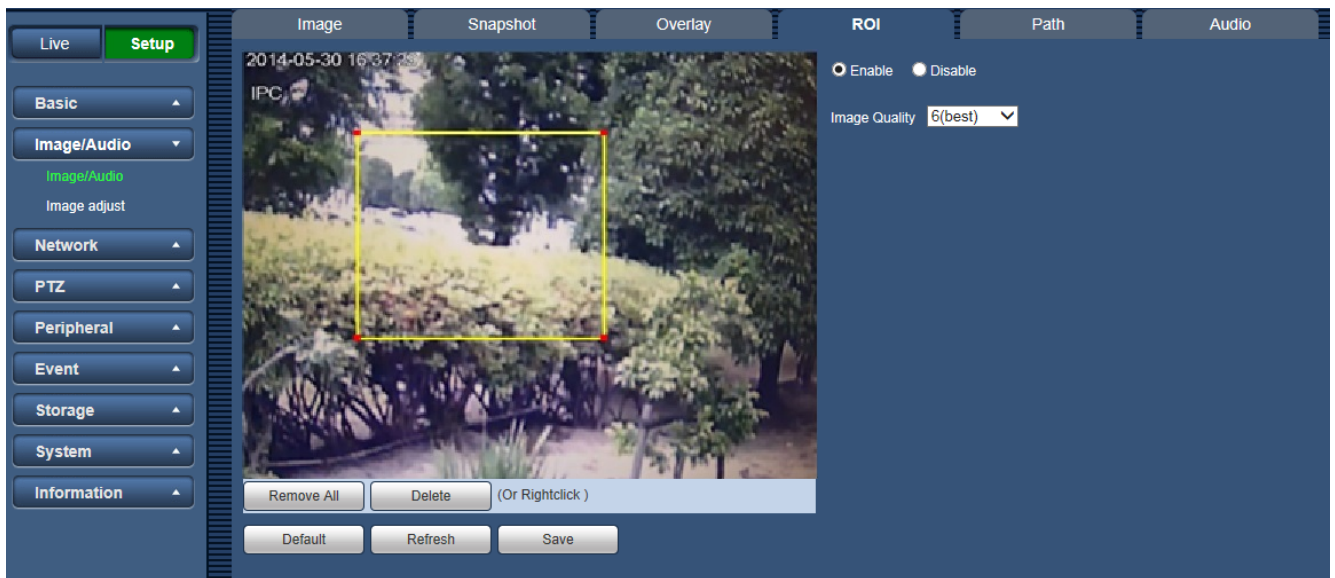 Live
Setup
Basic
Image/Audio
Image/Audio
Image adjust
Network
PTZ
Peripheral
Event
Storage
System
Information
Image
Snapshot
Overlay
ROI
Path
Audio
2014-05-30 16:37:28
IPC
Enable
Disable
Image Quality
6(best)
Remove All
Delete
(Or Rightclick )
Default
Refresh
Save